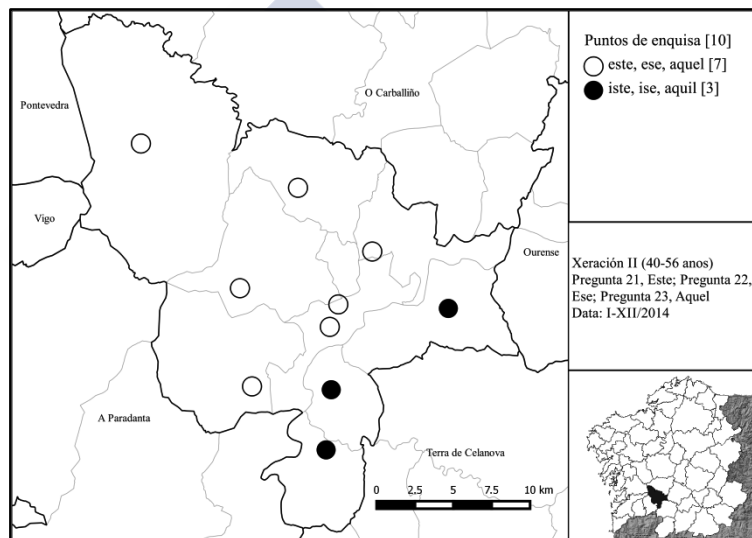 Pontevedra
O Carballiño
Vigo
Ourense
A Paradanta
Terra de Celanova
0 2,5 5 7.5 10 km
Puntos de enquisa [10]
este, ese, aquel [7]
iste, ise, aquil [3]
Xeración II (40-56 anos)
Pregunta 21, Este; Pregunta 22,
Ese; Pregunta 23, Aquel
Data: I-XII/2014